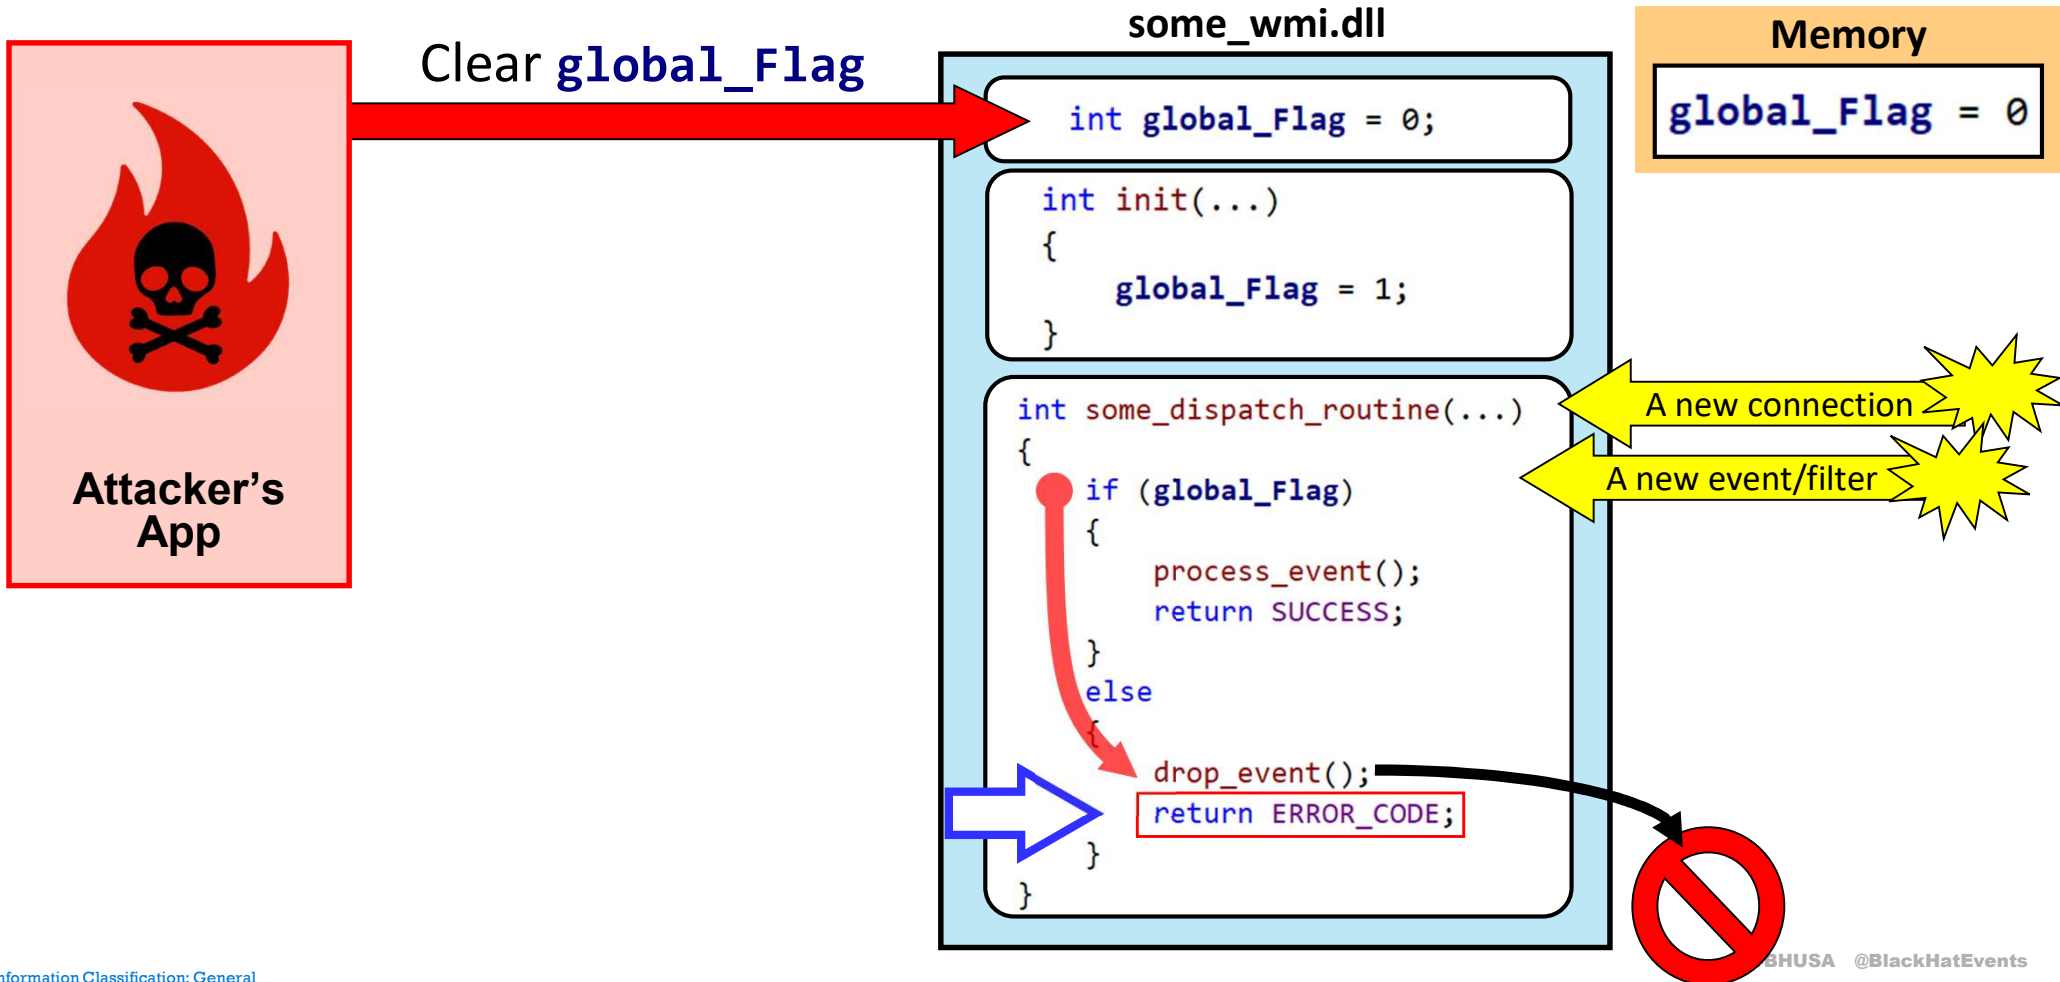 some_wmi.dll
Clear global_Flag
Memory
global_Flag = 0
int global_Flag = 0;
int init(...)
{
global_Flag = 1;
}
Attacker's
App
int some_dispatch_routine(...)
{
if (global_Flag)
{
process_event();
return SUCCESS;
}
else
{
drop_event();
return ERROR_CODE;
}
}
A new connection
A new event/filter
nformation Classification: General
BHUSA @BlackHatEvents